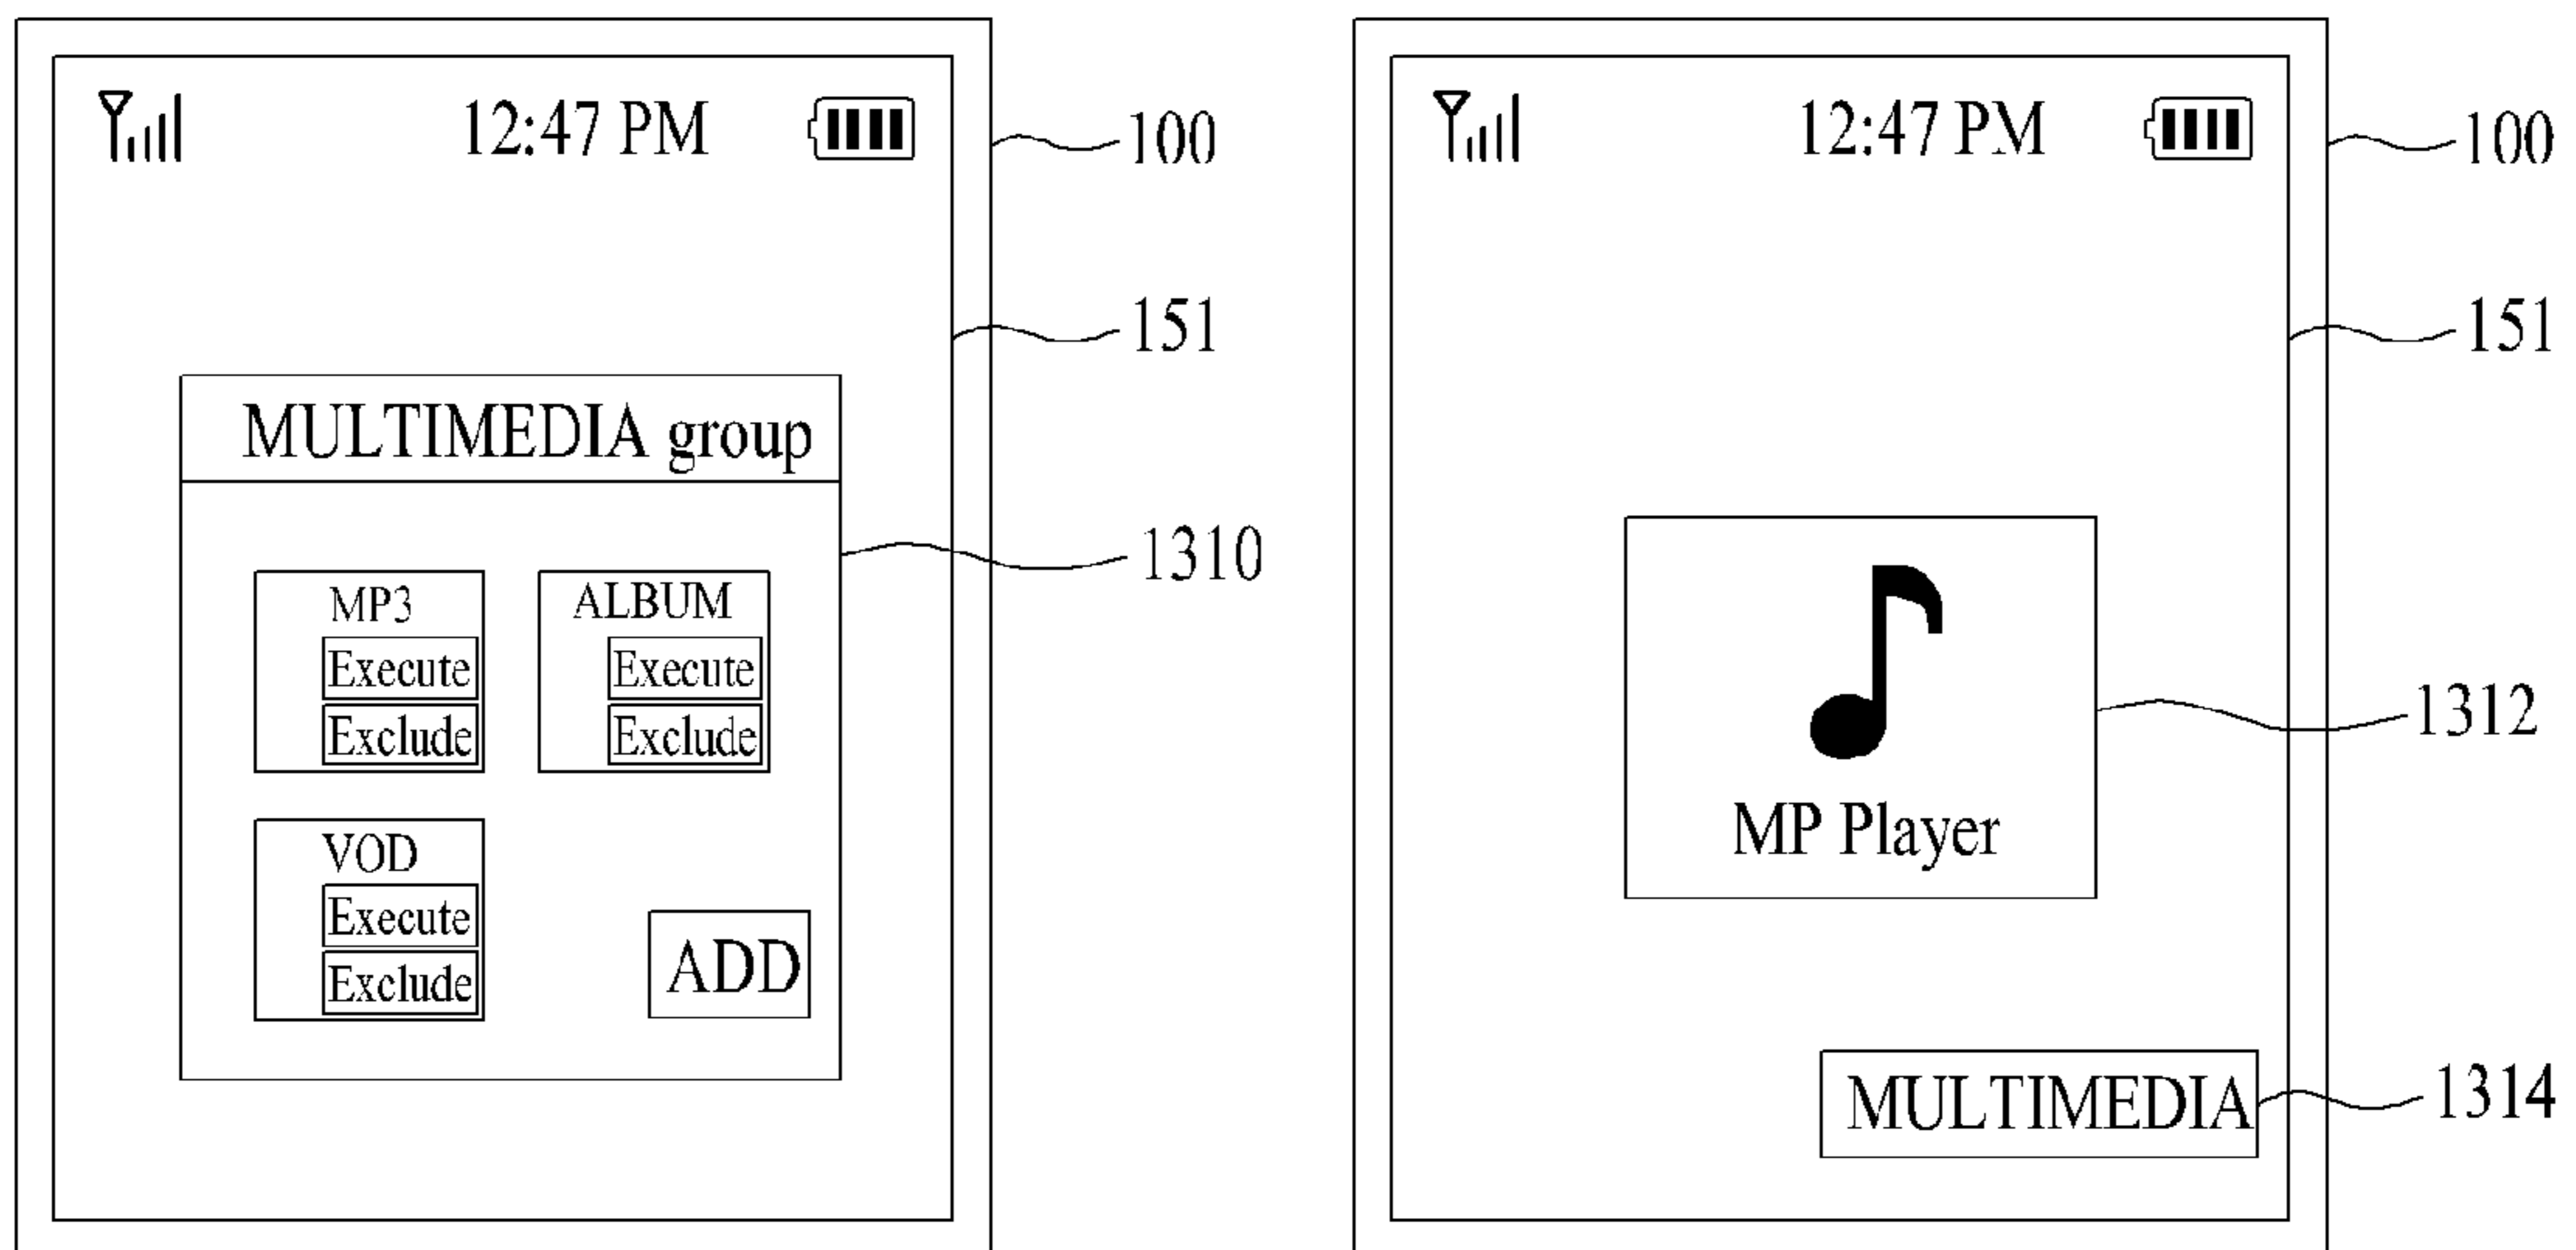 12:47 PM
100
151
MULTIMEDIA group
1310
MP3
Execute
Exclude
ALBUM
Execute
Exclude
VOD
Execute
Exclude
ADD
12:47 PM
100
151
MP Player
1312
MULTIMEDIA
1314